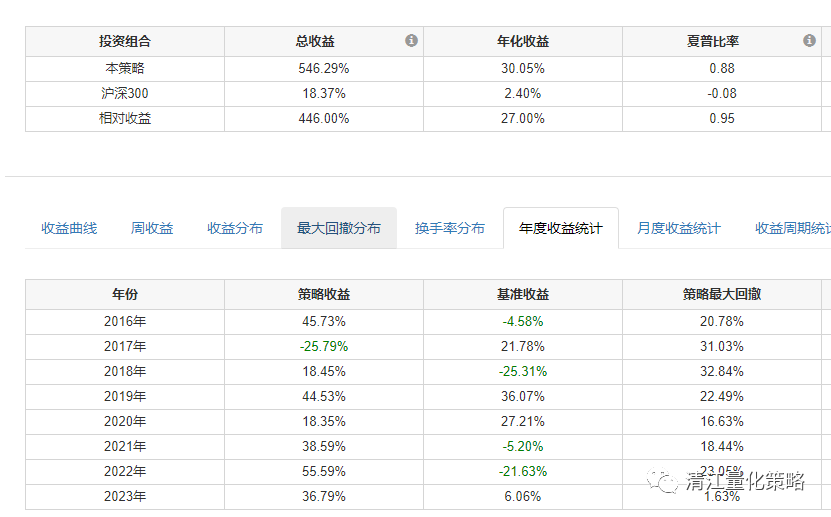 投资组合 总收益 年化收益 夏普比率
本策略 546.29% 30.05% 0.88
沪深300 18.37% 2.40% -0.08
相对收益 446.00% 27.00% 0.95
收益曲线 周收益 收益分布 最大回撤分布 换手率分布 年度收益统计 月度收益统计 收益周期统计
年份 策略收益 基准收益 策略最大回撤
2016年 45.73% -4.58% 20.78%
2017年 -25.79% 21.78% 31.03%
2018年 18.45% -25.31% 32.84%
2019年 44.53% 36.07% 22.49%
2020年 18.35% 27.21% 16.63%
2021年 38.59% -5.20% 18.44%
2022年 55.59% -21.63% 23.05%
清江量化策略
2023年 36.79% 6.06% 1.63%